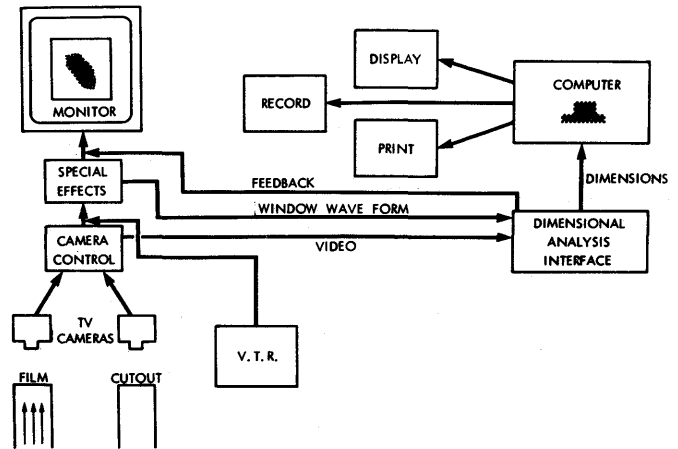 MONITOR
DISPLAY
COMPUTER
RECORD
PRINT
SPECIAL
EFFECTS
FEEDBACK
DIMENSIONS
WINDOW WAVE FORM
CAMERA
CONTROL
VIDEO
DIMENSIONAL
ANALYSIS
INTERFACE
TV
CAMERAS
V. T. R.
FILM
CUTOUT